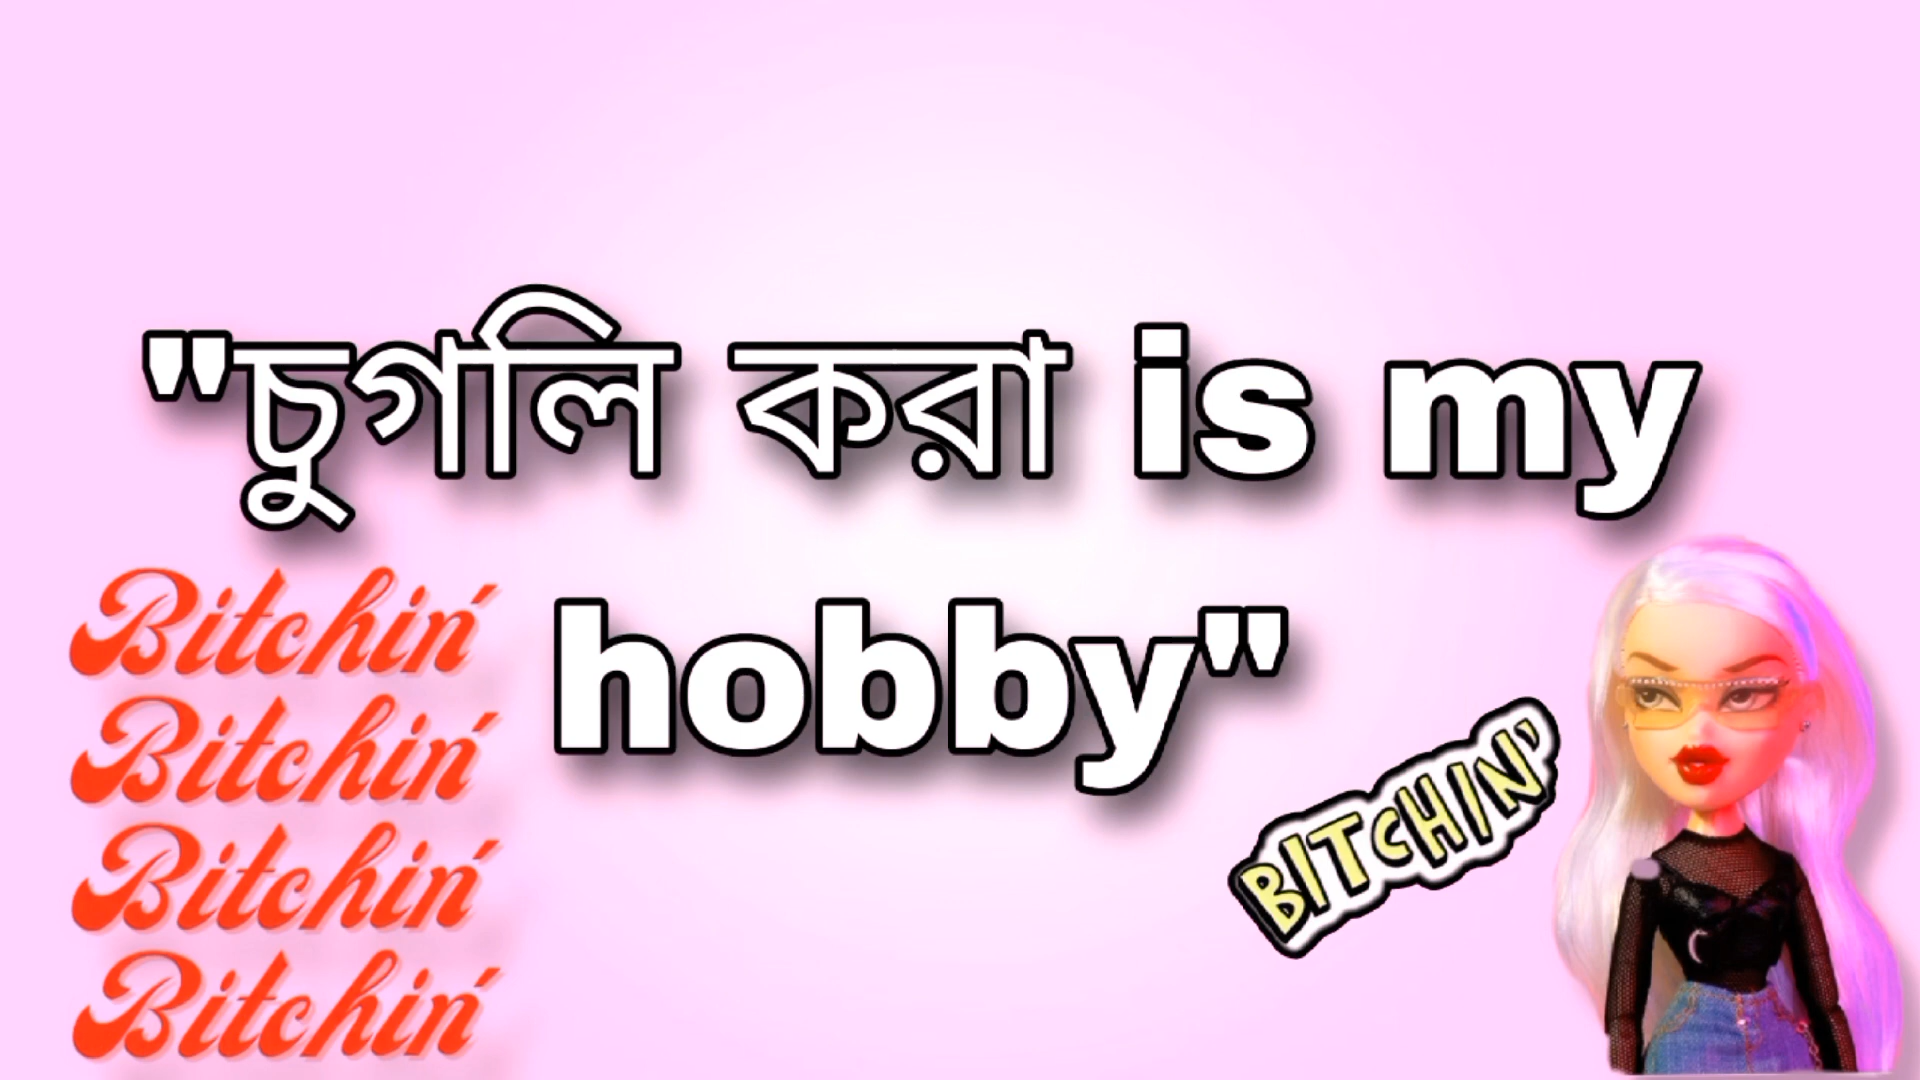 "চুগলি করা is my
hobby"
Bitchin'
Bitchin'
Bitchin'
Bitchin'
BITCHIN'